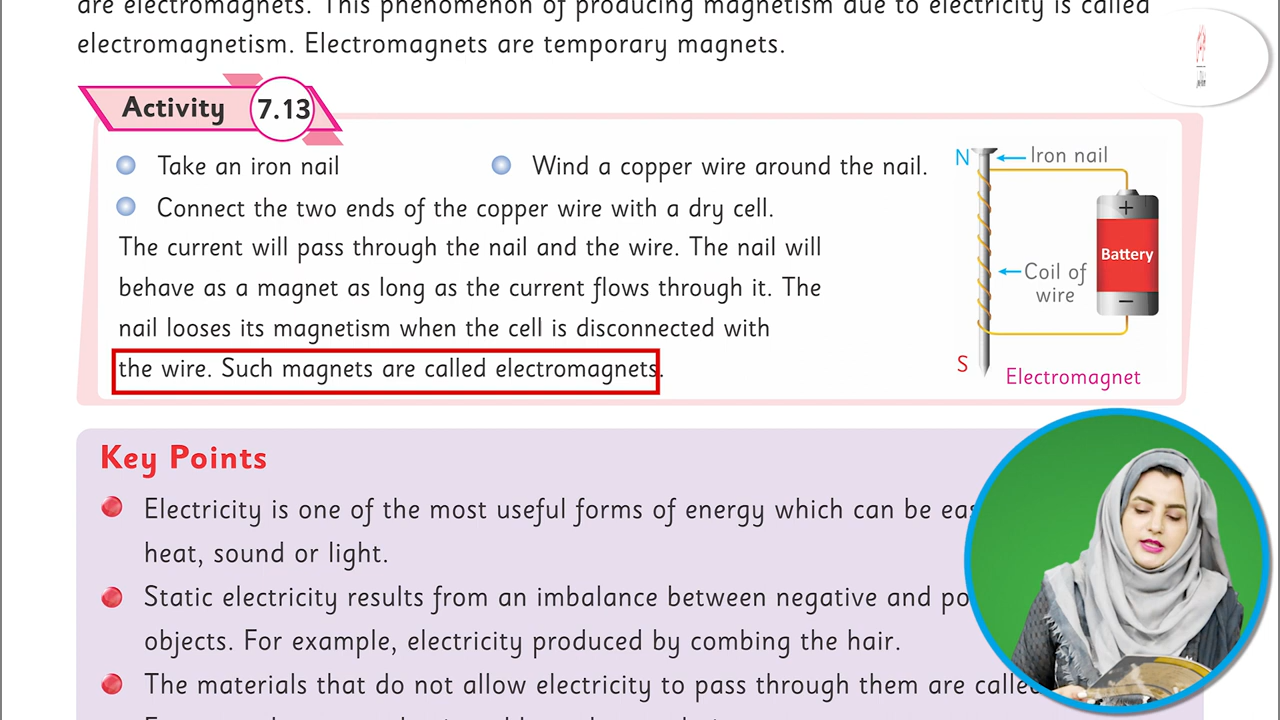 are electromagnets. This phenomenon of producing magnetism due to electricity is called
electromagnetism. Electromagnets are temporary magnets.
Activity 7.13
Take an iron nail
Wind a copper wire around the nail.
Connect the two ends of the copper wire with a dry cell.
The current will pass through the nail and the wire. The nail will
behave as a magnet as long as the current flows through it. The
nail looses its magnetism when the cell is disconnected with
the wire. Such magnets are called electromagnets.
N
Iron nail
+
Battery
Coil of
wire
−
S
Electromagnet
Key Points
Electricity is one of the most useful forms of energy which can be
heat, sound or light.
Static electricity results from an imbalance between negative and
objects. For example, electricity produced by combing the hair.
The materials that do not allow electricity to pass through them are called